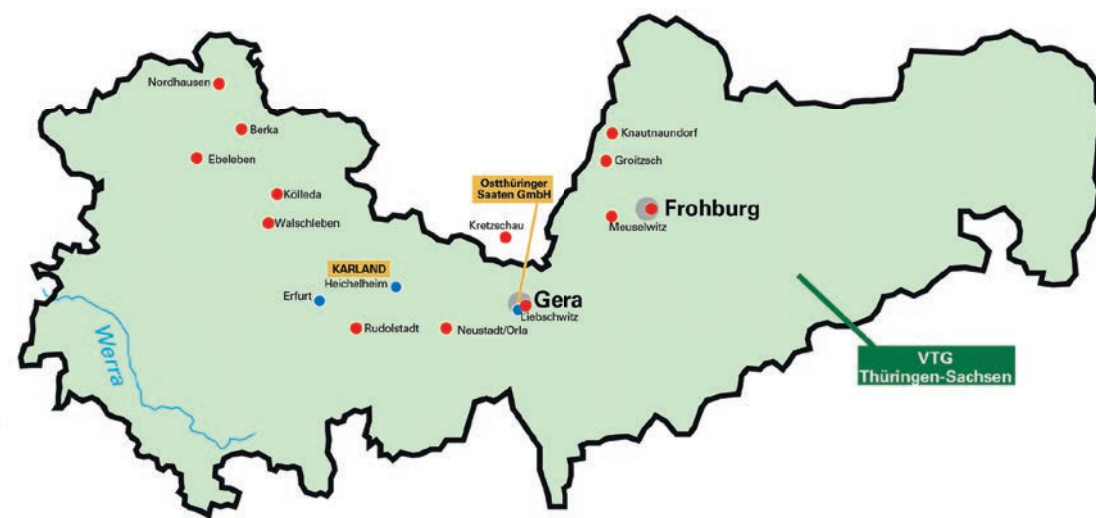 Nordhausen
Berka
Ebeleben
Kölleda
Walschleben
Knautnaundorf
Groitzsch
Ostthüringer
Saaten GmbH
Frohburg
Meuselwitz
Kretzschau
KARLAND
Heichelheim
Erfurt
Gera
Liebschwitz
Rudolstadt
Neustadt/Orla
Werra
VTG
Thüringen-Sachsen